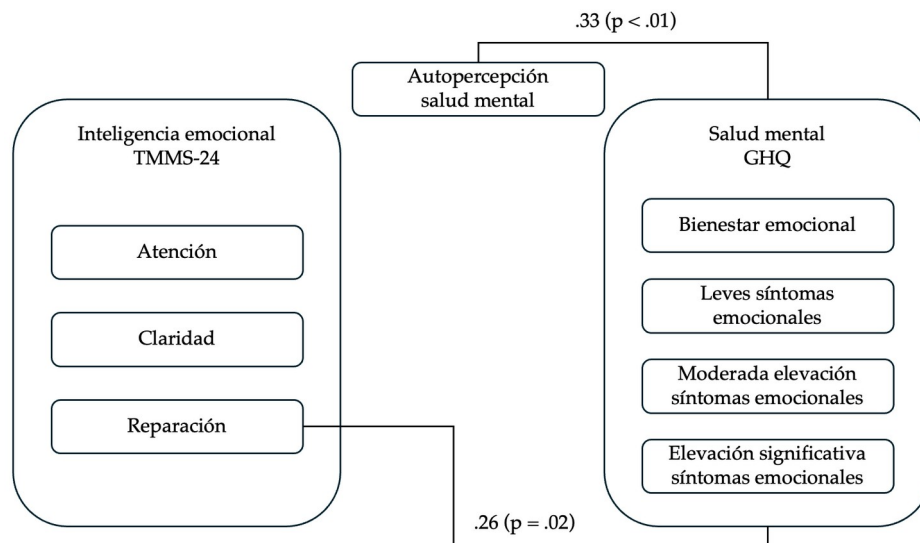 .33 (p < .01)
Autopercepción
salud mental
Inteligencia emocional
TMMS-24
Atención
Claridad
Reparación
Salud mental
GHQ
Bienestar emocional
Leves síntomas
emocionales
Moderada elevación
síntomas emocionales
Elevación significativa
síntomas emocionales
.26 (p = .02)